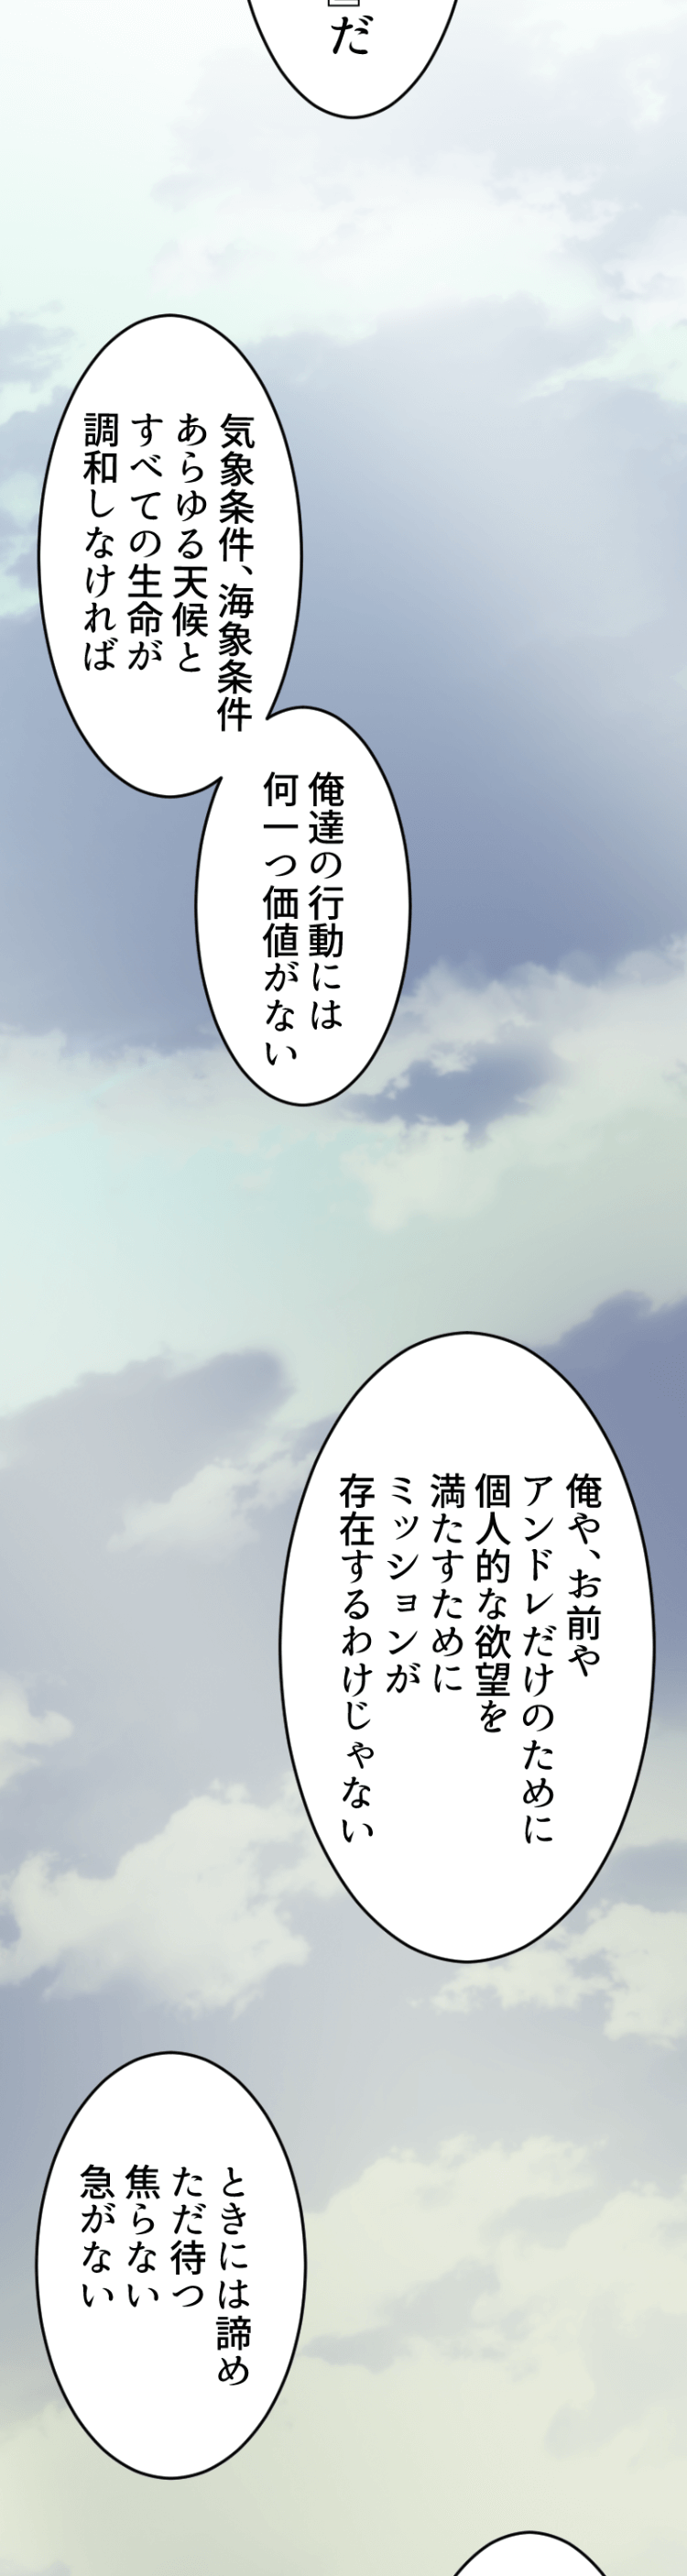 』だ
気象条件、海象条件
あらゆる天候と
すべての生命が
調和しなければ
俺達の行動には
何一つ価値がない
俺や、お前や
アンドレだけのために
個人的な欲望を
満たすために
ミッションが
存在するわけじゃない
ときには諦め
ただ待つ
焦らない
急がない